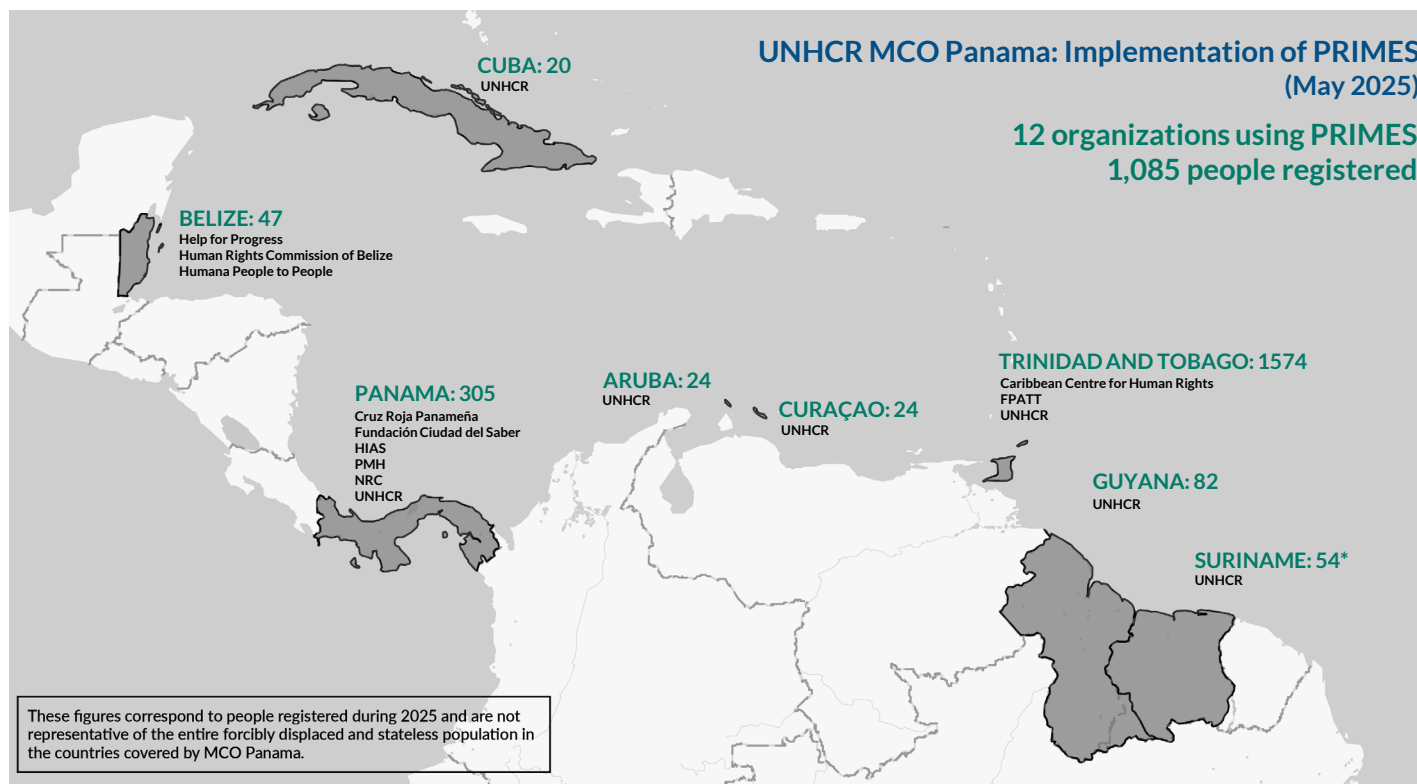 UNHCR MCO Panama: Implementation of PRIMES
(May 2025)
12 organizations using PRIMES
1,085 people registered
CUBA: 20
UNHCR
BELIZE: 47
Help for Progress
Human Rights Commission of Belize
Humana People to People
PANAMA: 305
Cruz Roja Panameña
Fundación Ciudad del Saber
HIAS
PMH
NRC
UNHCR
ARUBA: 24
UNHCR
CURAÇAO: 24
UNHCR
TRINIDAD AND TOBAGO: 1574
Caribbean Centre for Human Rights
FPATT
UNHCR
GUYANA: 82
UNHCR
SURINAME: 54*
UNHCR
These figures correspond to people registered during 2025 and are not
representative of the entire forcibly displaced and stateless population in
the countries covered by MCO Panama.